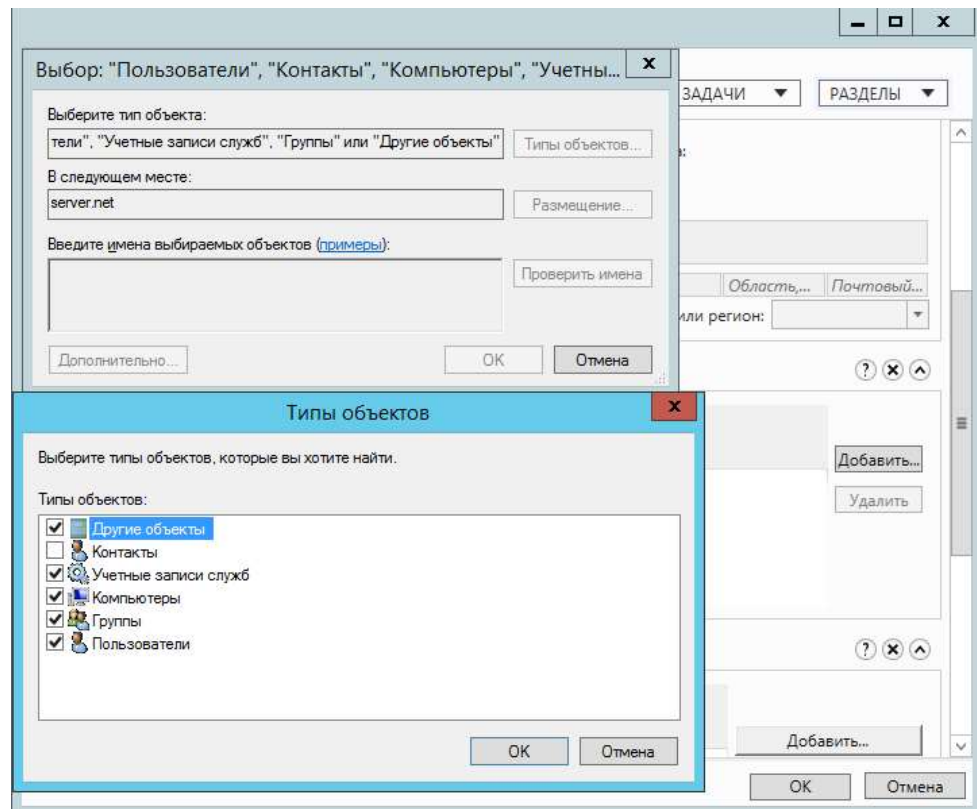 Выбор: "Пользователи", "Контакты", "Компьютеры", "Учетны...
ЗАДАЧИ
РАЗДЕЛЫ
Выберите тип объекта:
тели", "Учетные записи служб", "Группы" или "Другие объекты"
Типы объектов...
В следующем месте:
server.net
Размещение...
Введите имена выбираемых объектов (примеры):
Проверить имена
Область,...
Почтовый...
или регион:
Дополнительно...
ОК
Отмена
Типы объектов
Выберите типы объектов, которые вы хотите найти.
Добавить...
Типы объектов:
Удалить
Другие объекты
Контакты
Учетные записи служб
Компьютеры
Группы
Пользователи
ОК
Отмена
Добавить...
ОК
Отмена